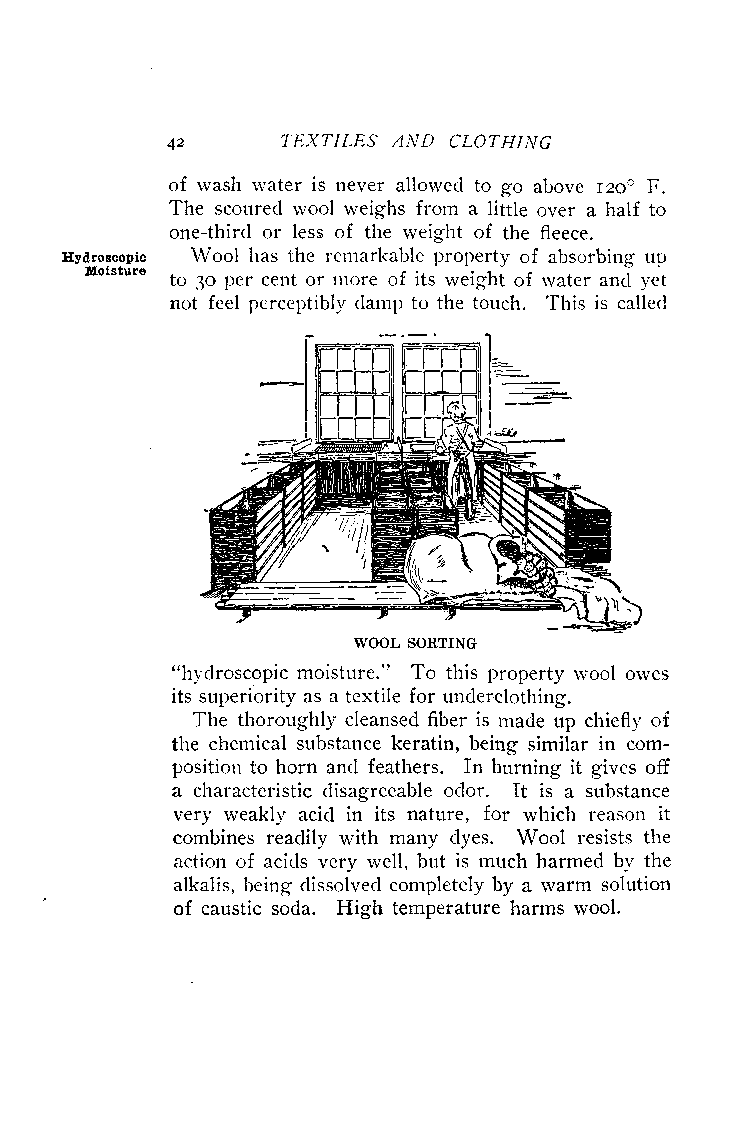 42 TEXTILES AND CLOTHING
of wash water is never allowed to go above 120° F.
The scoured wool weighs from a little over a half to
one-third or less of the weight of the fleece.
Hydroscopic
Moisture
Wool has the remarkable property of absorbing up
to 30 per cent or more of its weight of water and yet
not feel perceptibly damp to the touch. This is called
WOOL SORTING
"hydroscopic moisture." To this property wool owes
its superiority as a textile for underclothing.
The thoroughly cleansed fiber is made up chiefly of
the chemical substance keratin, being similar in com-
position to horn and feathers. In burning it gives off
a characteristic disagreeable odor. It is a substance
very weakly acid in its nature, for which reason it
combines readily with many dyes. Wool resists the
action of acids very well, but is much harmed by the
alkalis, being dissolved completely by a warm solution
of caustic soda. High temperature harms wool.